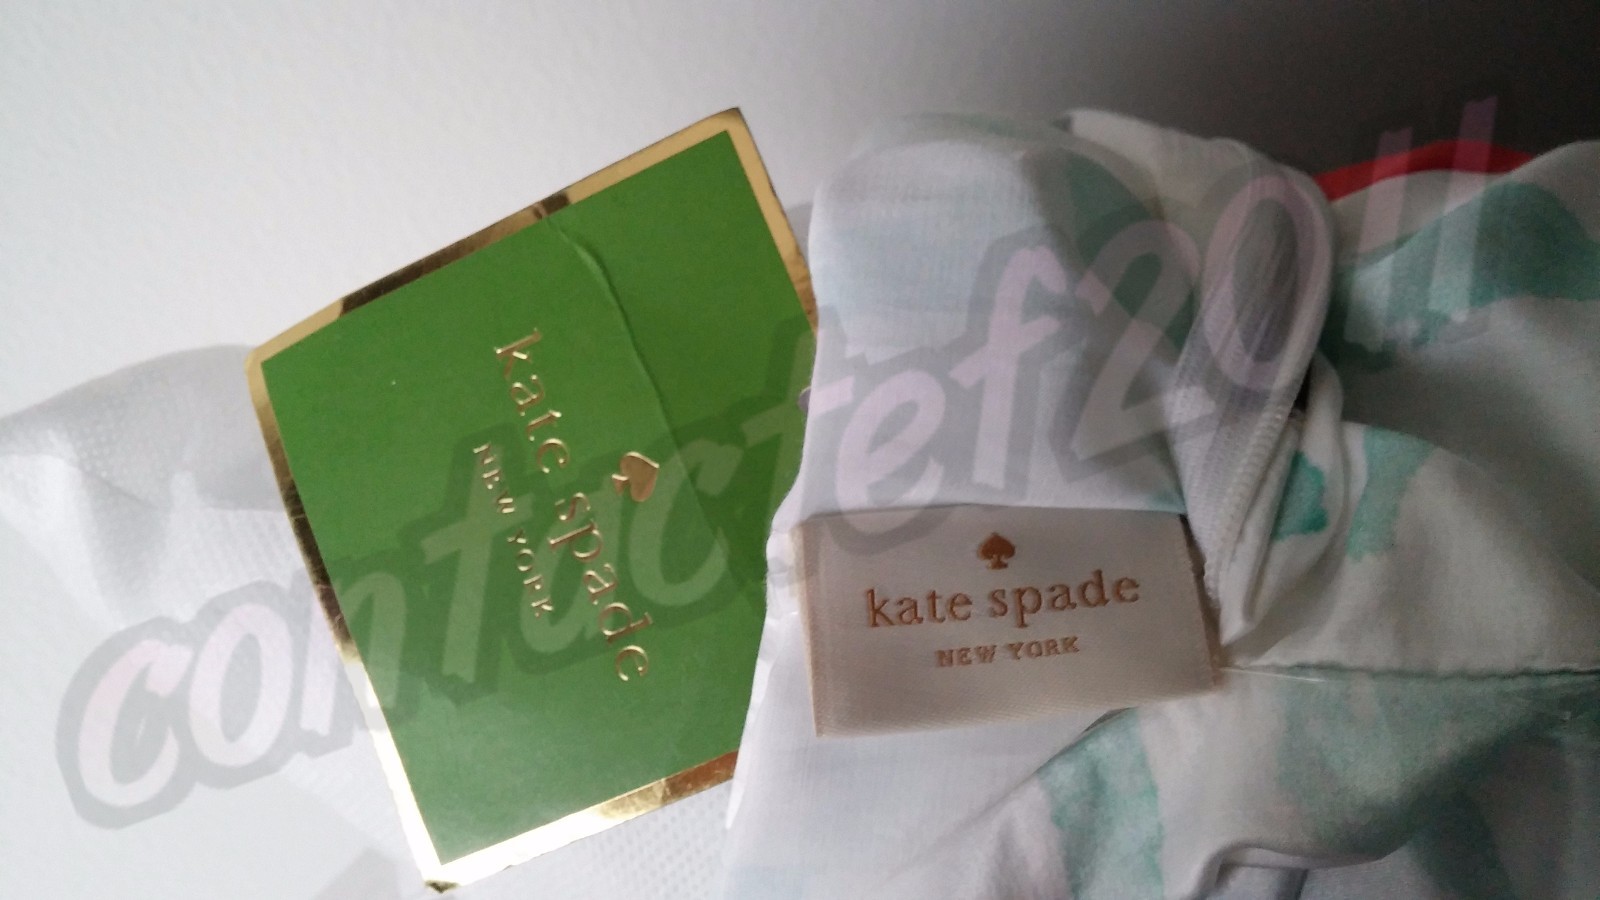 kate spade
NEW YORK
kate spade
NEW YORK
contactef2011